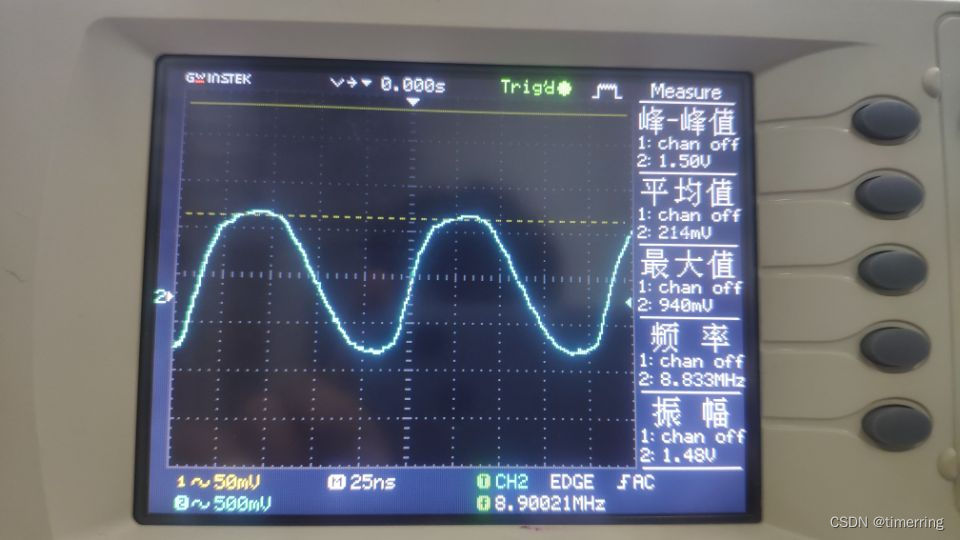 GWINSTEK
0.000s
Trig'd
Measure
峰-峰值
1: chan off
2: 1.50V
平均值
1: chan off
2: 214mV
最大值
1: chan off
2: 940mV
频率
1: chan off
2: 8.833MHz
振幅
1: chan off
2: 1.48V
2
1 50mV
M 25ns
T CH2 EDGE AC
2 500mV
f 8.90021MHz
CSDN @timerring